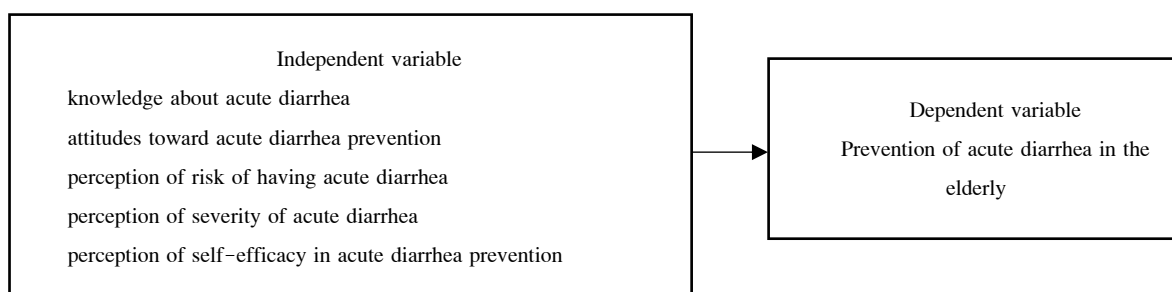 Independent variable
knowledge about acute diarrhea
attitudes toward acute diarrhea prevention
perception of risk of having acute diarrhea
perception of severity of acute diarrhea
perception of self-efficacy in acute diarrhea prevention
Dependent variable
Prevention of acute diarrhea in the
elderly